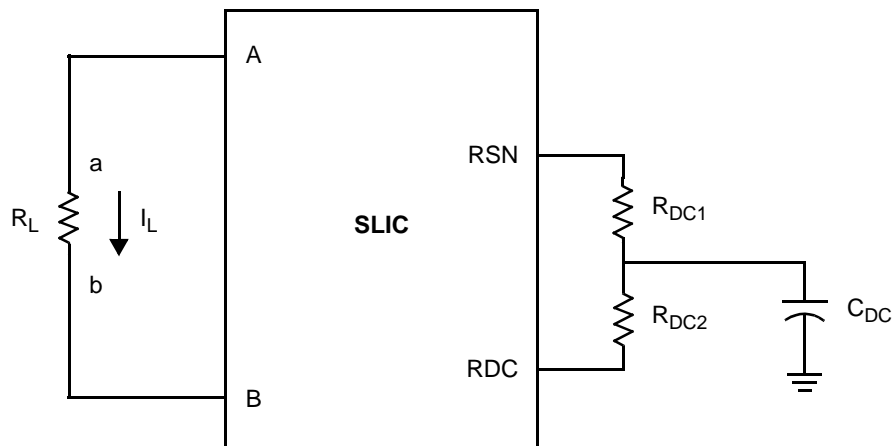 A
RSN
a
R_DC1
R_L
I_L
SLIC
b
R_DC2
C_DC
RDC
B